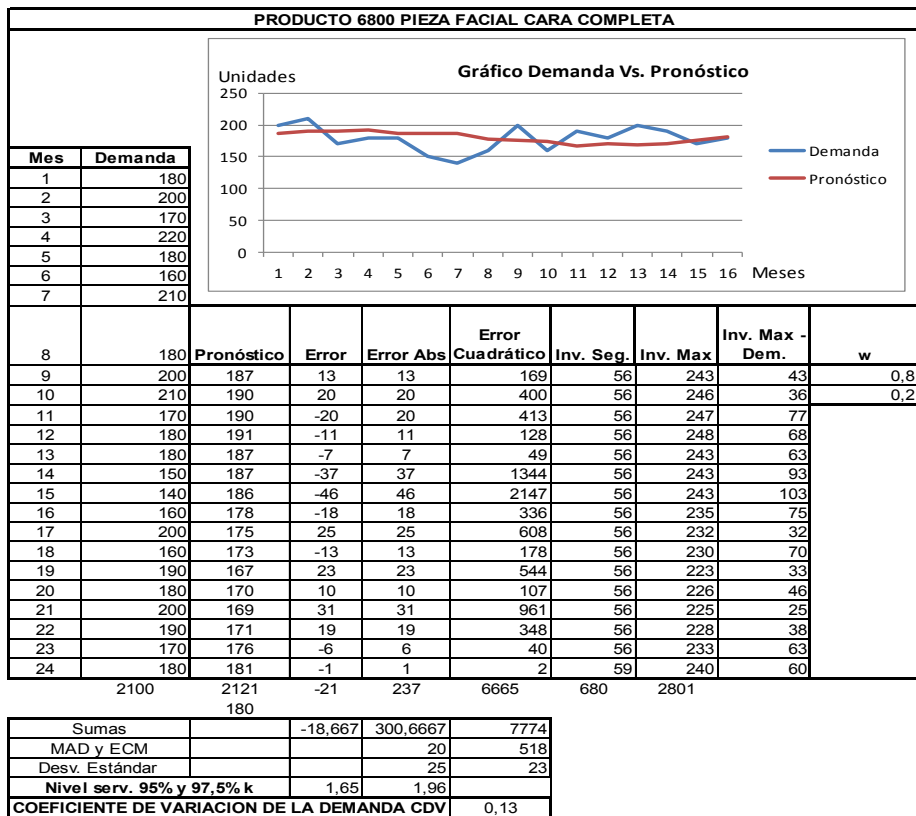 PRODUCTO 6800 PIEZA FACIAL CARA COMPLETA
Gráfico Demanda Vs. Pronóstico
Unidades
250
200
150
100
50
0
1 2 3 4 5 6 7 8 9 10 11 12 13 14 15 16 Meses
Demanda
Pronóstico
Mes Demanda
1 180
2 200
3 170
4 220
5 180
6 160
7 210
8 180 Pronóstico Error Error Abs Error Cuadrático Inv. Seg. Inv. Max Inv. Max - Dem. w
9 200 187 13 13 169 56 243 43 0,8
10 210 190 20 20 400 56 246 36 0,2
11 170 190 -20 20 413 56 247 77
12 180 191 -11 11 128 56 248 68
13 180 187 -7 7 49 56 243 63
14 150 187 -37 37 1344 56 243 93
15 140 186 -46 46 2147 56 243 103
16 160 178 -18 18 336 56 235 75
17 200 175 25 25 608 56 232 32
18 160 173 -13 13 178 56 230 70
19 190 167 23 23 544 56 223 33
20 180 170 10 10 107 56 226 46
21 200 169 31 31 961 56 225 25
22 190 171 19 19 348 56 228 38
23 170 176 -6 6 40 56 233 63
24 180 181 -1 1 2 59 240 60
2100 2121 -21 237 6665 680 2801
180
Sumas -18,667 300,6667 7774
MAD y ECM 20 518
Desv. Estándar 25 23
Nivel serv. 95% y 97,5% k 1,65 1,96
COEFICIENTE DE VARIACION DE LA DEMANDA CDV 0,13